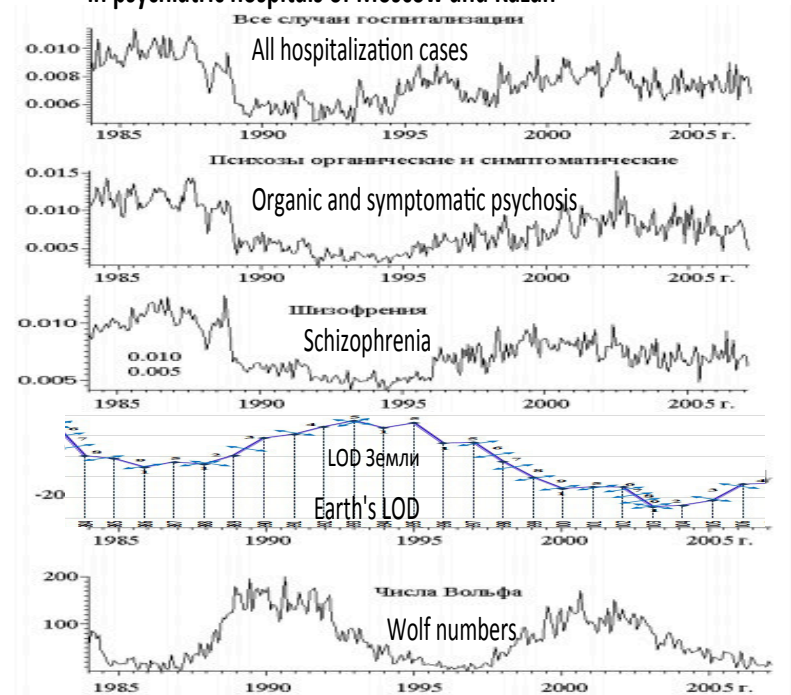 in psychiatric hospitals of Moscow and Kazan
Все случаи госпитализации
All hospitalization cases
0.010
0.008
0.006
1985 1990 1995 2000 2005 г.
Психозы органические и симптоматические
Organic and symptomatic psychosis
0.015
0.010
0.005
1985 1990 1995 2000 2005 г.
Шизофрения
Schizophrenia
0.010
0.010
0.005
0.005
1985 1990 1995 2000 2005 г.
LOD Земли
-20
Earth's LOD
1985 1990 1995 2000 2005 г.
200
Числа Вольфа
100
Wolf numbers
1985 1990 1995 2000 2005 г.